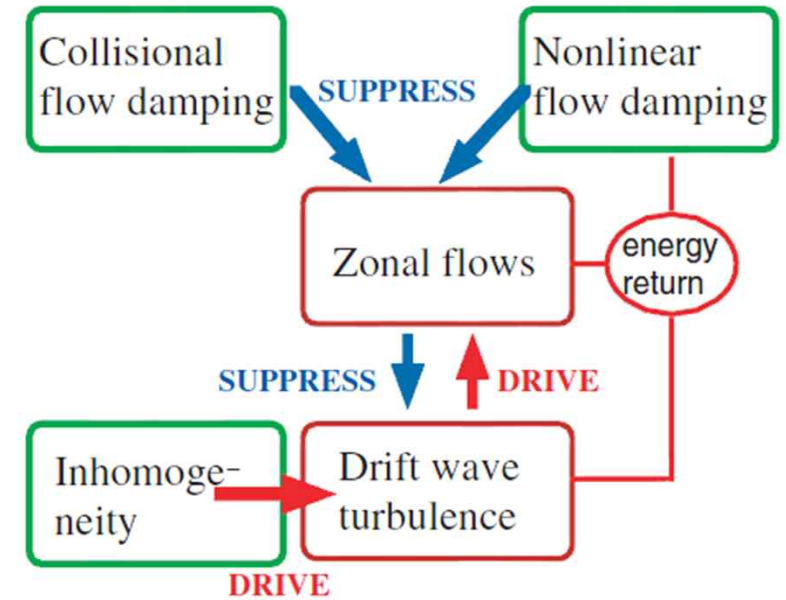 Collisional
flow damping
SUPPRESS
Nonlinear
flow damping
Zonal flows
energy
return
SUPPRESS
DRIVE
Inhomoge-
neity
Drift wave
turbulence
DRIVE